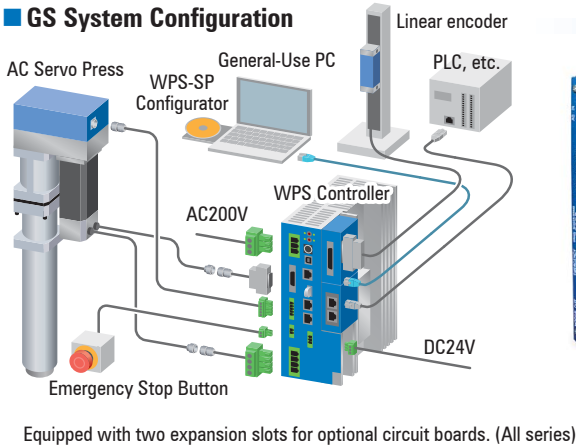 GS System Configuration
Linear encoder
General-Use PC
PLC, etc.
AC Servo Press
WPS-SP
Configurator
WPS Controller
AC200V
DC24V
Emergency Stop Button
Equipped with two expansion slots for optional circuit boards. (All series)